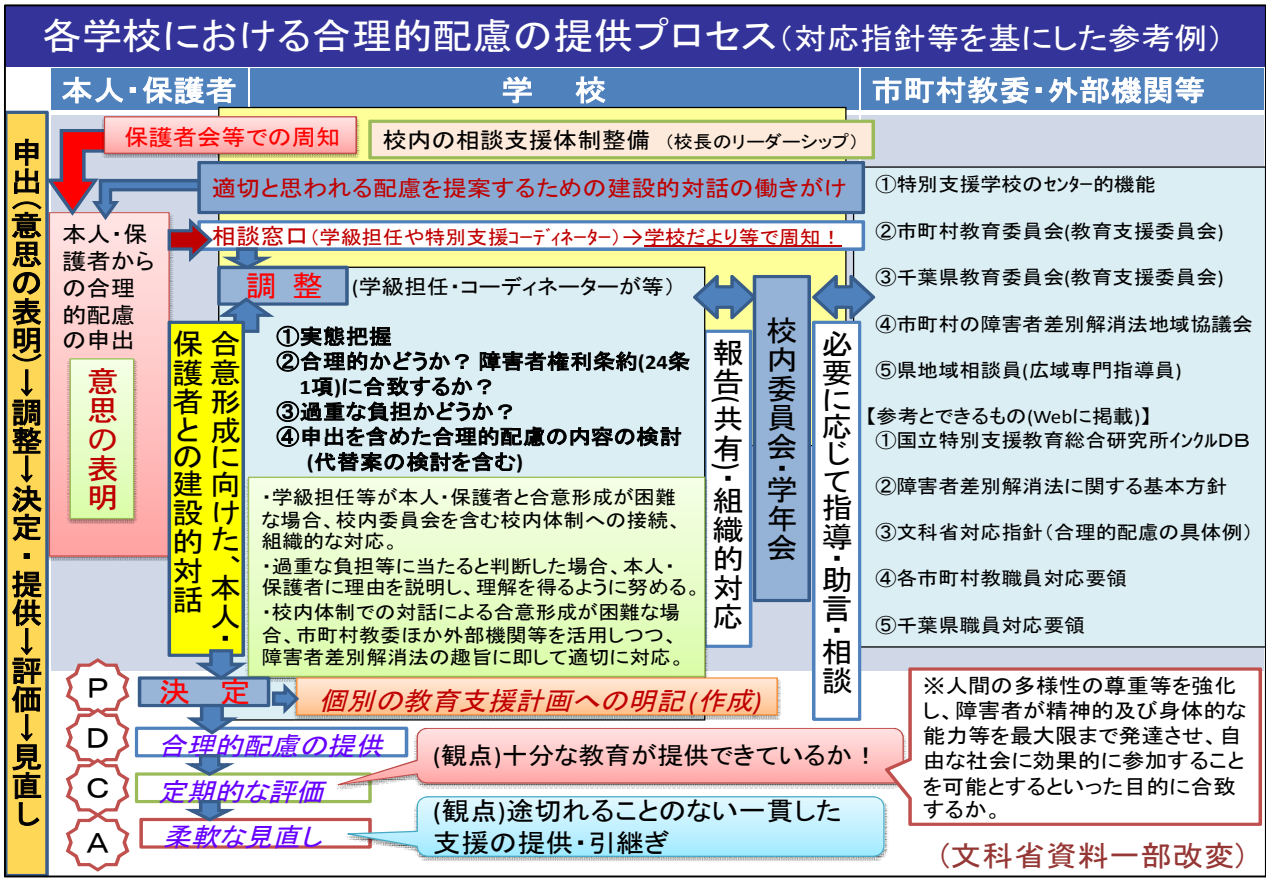 各学校における合理的配慮の提供プロセス(対応指針等を基にした参考例)
本人・保護者
学 校
市町村教委・外部機関等
申出(意思の表明)→調整→決定・提供→評価→見直し
保護者会等での周知
校内の相談支援体制整備 (校長のリーダーシップ)
適切と思われる配慮を提案するための建設的対話の働きがけ
本人・保
護者から
の合理
的配慮
の申出
意思の表明
相談窓口(学級担任や特別支援コーディネーター)→学校だより等で周知!
調 整
(学級担任・コーディネーターが等)
合意形成に向けた、本人・
保護者との建設的対話
①実態把握
②合理的かどうか? 障害者権利条約(24条
1項)に合致するか?
③過重な負担かどうか?
④申出を含めた合理的配慮の内容の検討
(代替案の検討を含む)
・学級担任等が本人・保護者と合意形成が困難
な場合、校内委員会を含む校内体制への接続、
組織的な対応。
・過重な負担等に当たると判断した場合、本人・
保護者に理由を説明し、理解を得るように努める。
・校内体制での対話による合意形成が困難な場
合、市町村教委ほか外部機関等を活用しつつ、
障害者差別解消法の趣旨に即して適切に対応。
報告(共有)・組織的対応
校内委員会・学年会
必要に応じて指導・助言・相談
①特別支援学校のセンター的機能
②市町村教育委員会(教育支援委員会)
③千葉県教育委員会(教育支援委員会)
④市町村の障害者差別解消法地域協議会
⑤県地域相談員(広域専門指導員)
【参考とできるもの(Webに掲載)】
①国立特別支援教育総合研究所インクルDB
②障害者差別解消法に関する基本方針
③文科省対応指針(合理的配慮の具体例)
④各市町村教職員対応要領
⑤千葉県職員対応要領
P
決 定
個別の教育支援計画への明記(作成)
D
合理的配慮の提供
C
定期的な評価
(観点)十分な教育が提供できているか!
A
柔軟な見直し
(観点)途切れることのない一貫した
支援の提供・引継ぎ
※人間の多様性の尊重等を強化
し、障害者が精神的及び身体的な
能力等を最大限まで発達させ、自
由な社会に効果的に参加すること
を可能とするといった目的に合致
するか。
(文科省資料一部改変)